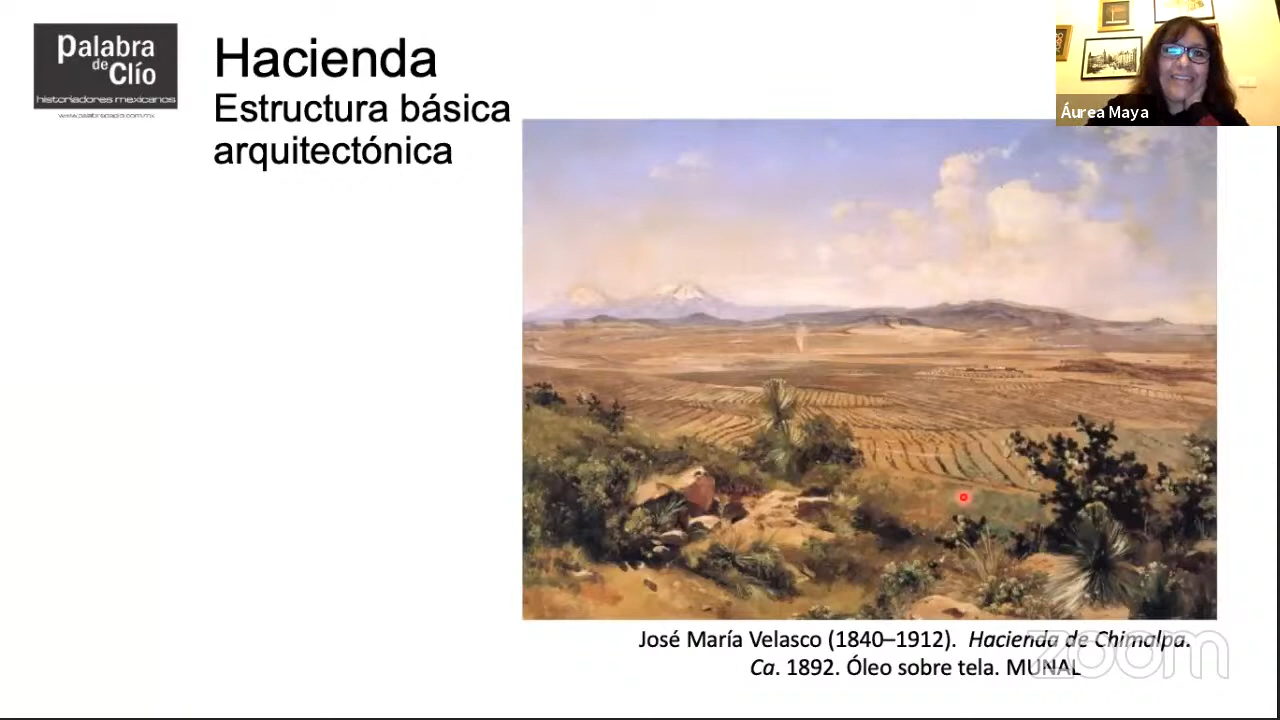 Palabra
de
Clío
historiadores mexicanos
Hacienda
Estructura básica
arquitectónica
Áurea Maya
José María Velasco (1840–1912). Hacienda de Chimalpa.
Ca. 1892. Óleo sobre tela. MUNAL
zoom